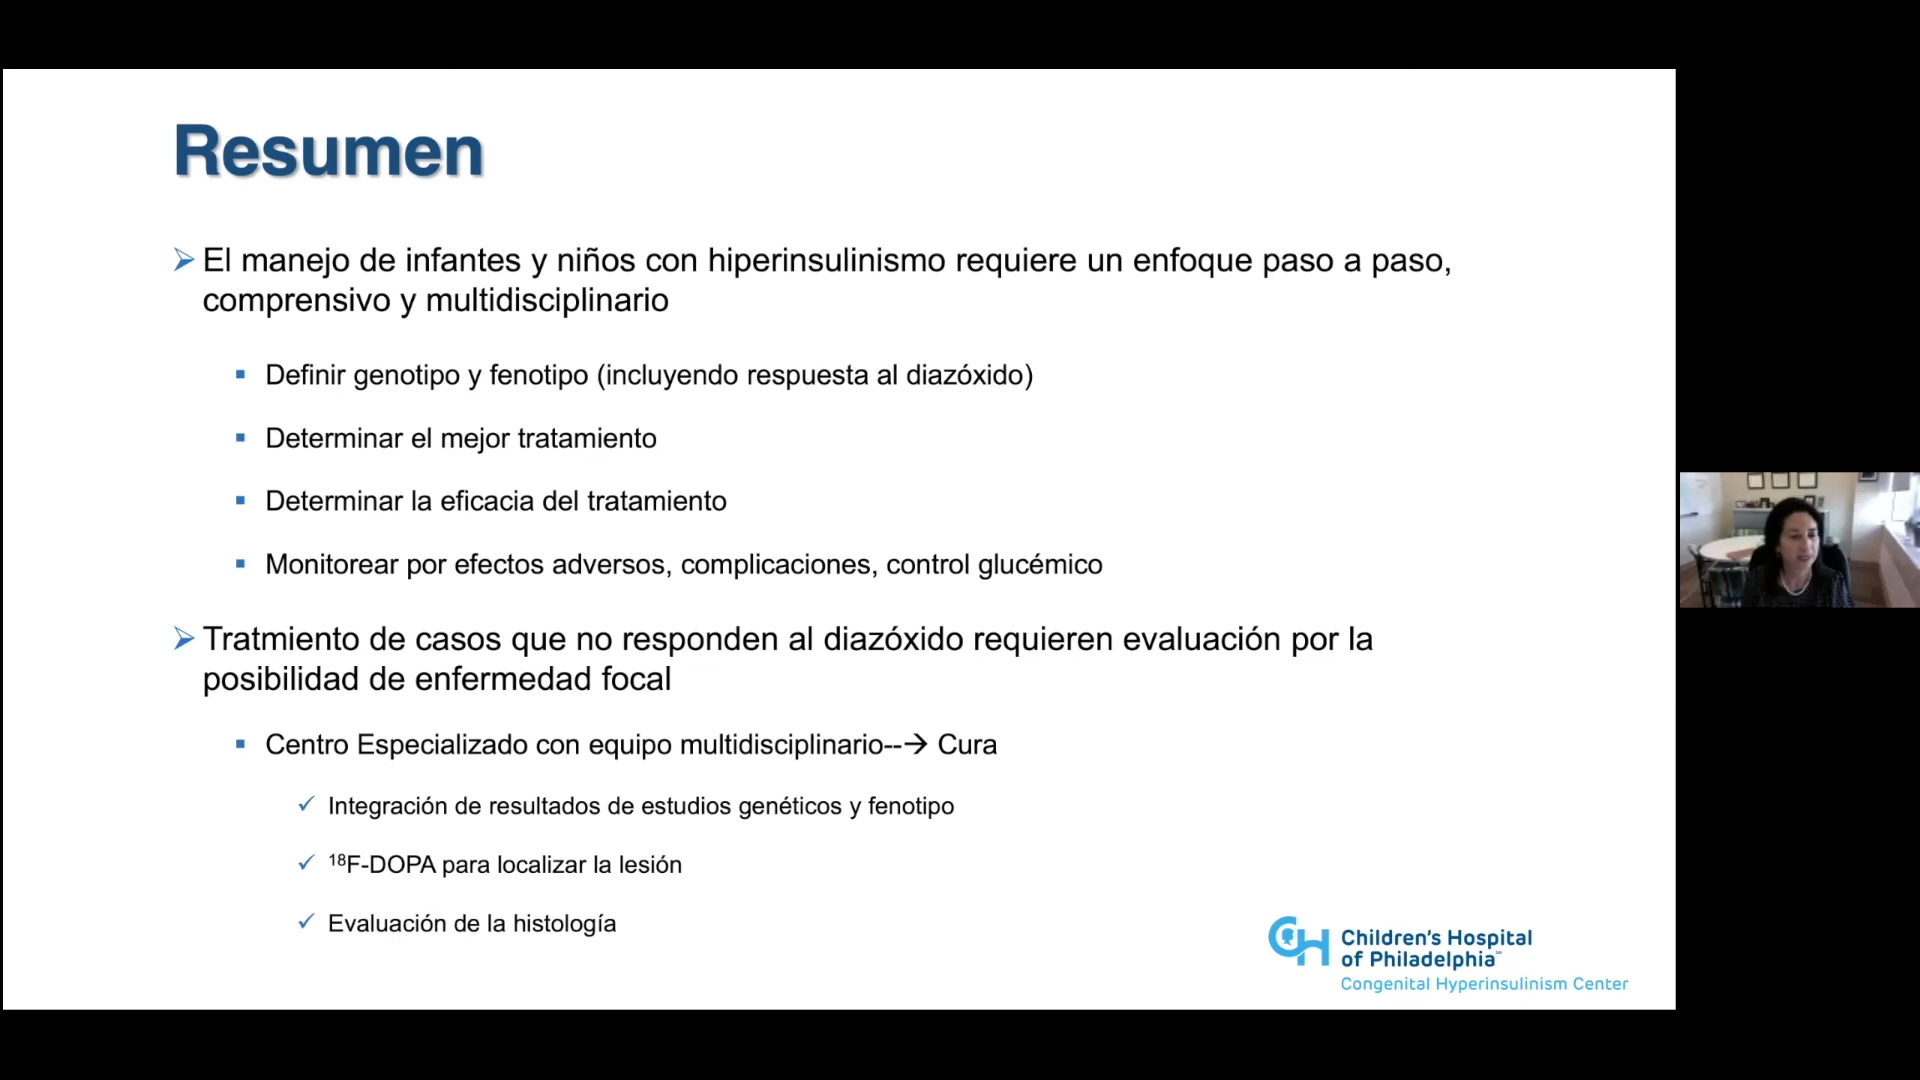 Resumen
El manejo de infantes y niños con hiperinsulinismo requiere un enfoque paso a paso,
comprensivo y multidisciplinario
Definir genotipo y fenotipo (incluyendo respuesta al diazóxido)
Determinar el mejor tratamiento
Determinar la eficacia del tratamiento
Monitorear por efectos adversos, complicaciones, control glucémico
Tratmiento de casos que no responden al diazóxido requieren evaluación por la
posibilidad de enfermedad focal
Centro Especializado con equipo multidisciplinario--→ Cura
Integración de resultados de estudios genéticos y fenotipo
¹⁸F-DOPA para localizar la lesión
Evaluación de la histología
CH Children's Hospital
of Philadelphia
Congenital Hyperinsulinism Center